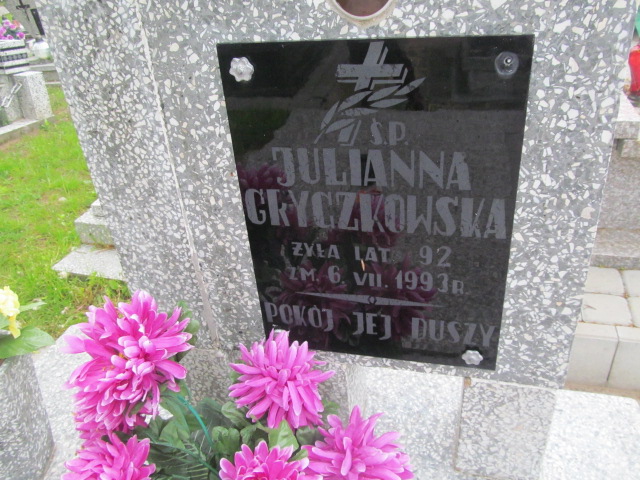 Ś.P.
JULIANNA
GRYCZKOWSKA
ŻYŁA LAT 92
ZM. 6. VII. 1993 R.
POKÓJ JEJ DUSZY